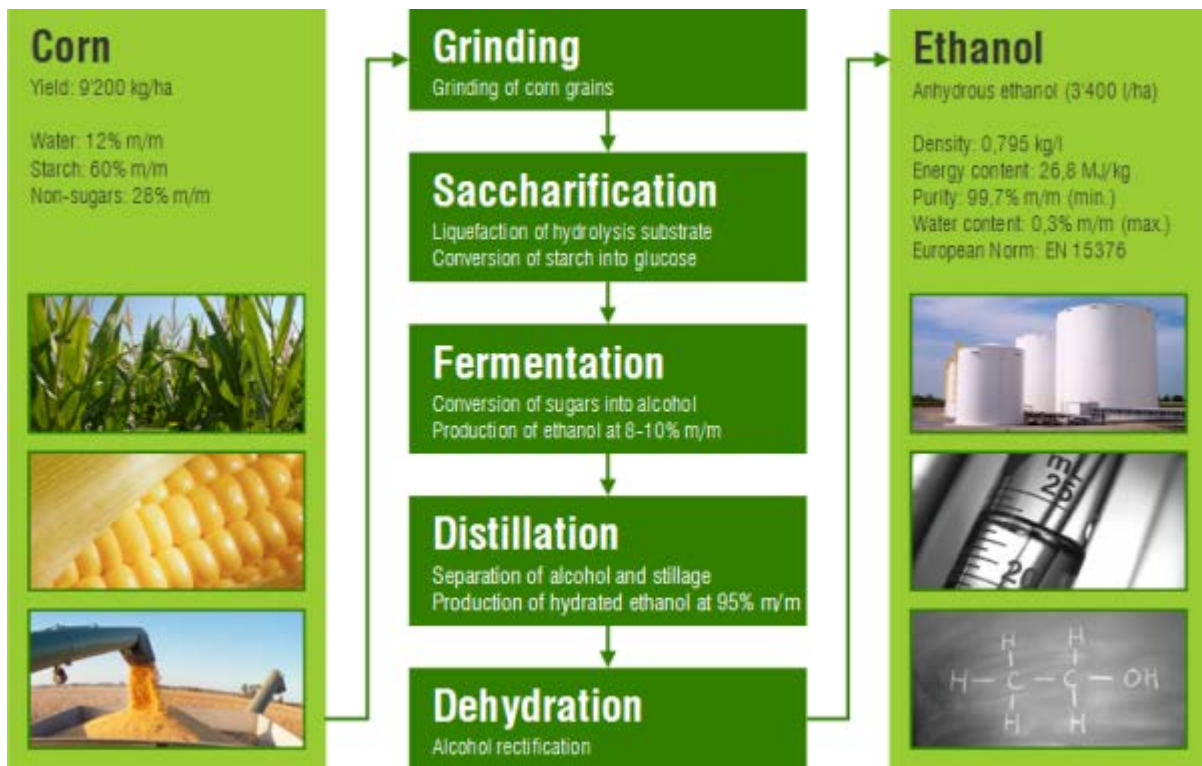 Corn
Yield: 9'200 kg/ha
Water: 12% m/m
Starch: 60% m/m
Non-sugars: 28% m/m
Grinding
Grinding of corn grains
Saccharification
Liquefaction of hydrolysis substrate
Conversion of starch into glucose
Fermentation
Conversion of sugars into alcohol
Production of ethanol at 8-10% m/m
Distillation
Separation of alcohol and stillage
Production of hydrated ethanol at 95% m/m
Dehydration
Alcohol rectification
Ethanol
Anhydrous ethanol (3'400 l/ha)
Density: 0,795 kg/l
Energy content: 26,8 MJ/kg
Purity: 99,7% m/m (min.)
Water content: 0,3% m/m (max.)
European Norm: EN 15376
mL
25
20
H H
H - C - C - OH
H H